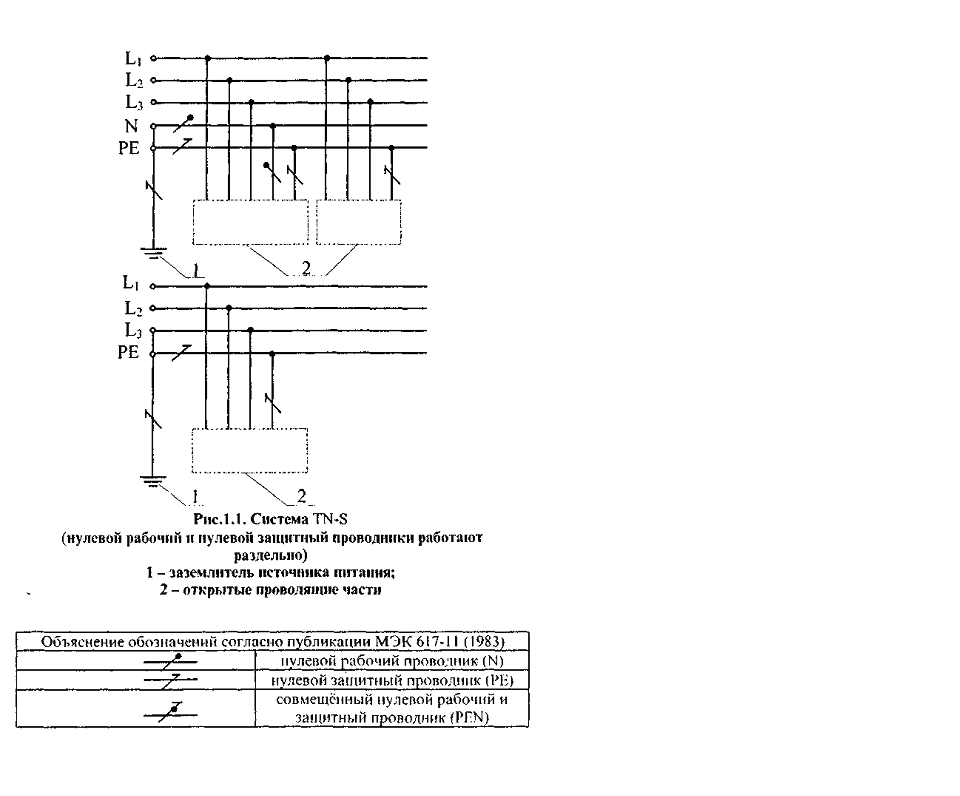 L₁
L₂
L₃
N
PE
1
2
L₁
L₂
L₃
PE
1
2
Рис.1.1. Система TN-S
(нулевой рабочий и нулевой защитный проводники работают
раздельно)
1 – заземлитель источника питания;
2 – открытые проводящие части
Объяснение обозначений согласно публикации МЭК 617-11 (1983)
нулевой рабочий проводник (N)
нулевой защитный проводник (PE)
совмещённый нулевой рабочий и
защитный проводник (PEN)